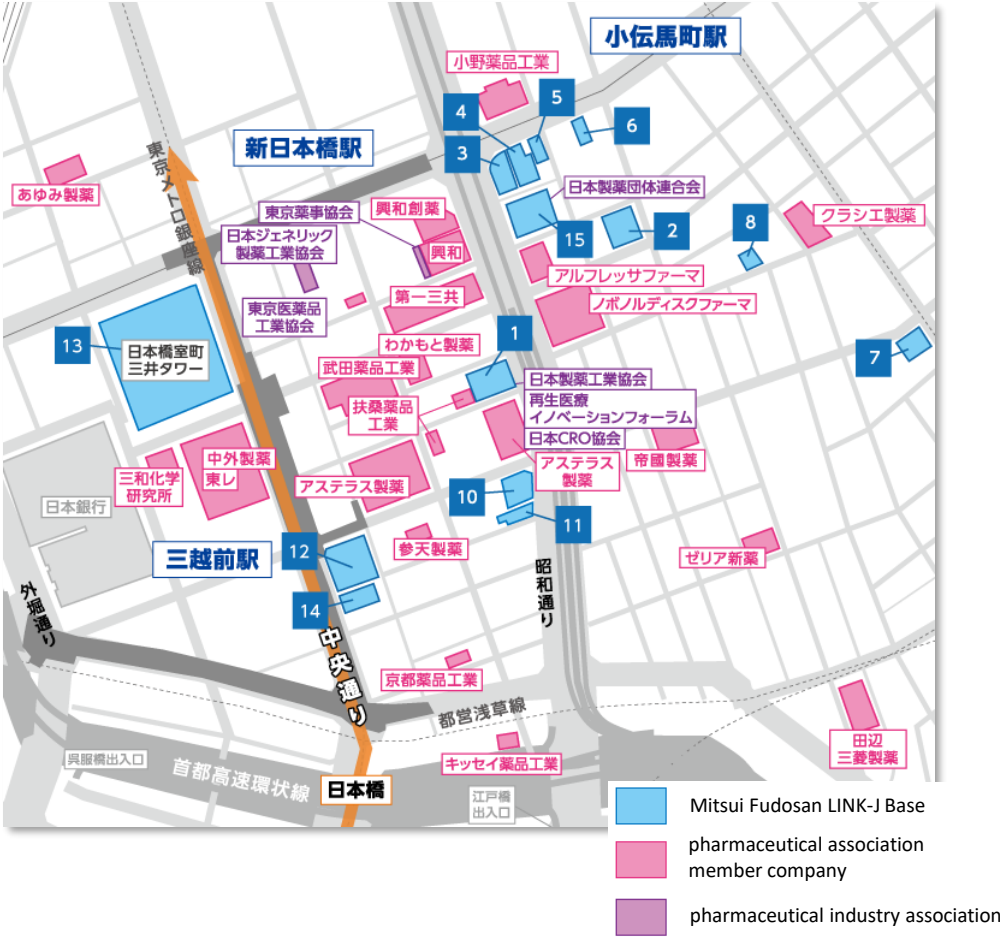 小伝馬町駅
小野薬品工業
5
4
6
3
新日本橋駅
東京メトロ銀座線
あゆみ製薬
日本製薬団体連合会
東京薬事協会
興和創薬
クラシエ製薬
日本ジェネリック
製薬工業協会
興和
15
2
8
アルフレッサファーマ
第一三共
ノボノルディスクファーマ
東京医薬品
工業協会
13
日本橋室町
三井タワー
わかもと製薬
1
7
武田薬品工業
日本製薬工業協会
再生医療
イノベーションフォーラム
日本CRO協会
扶桑薬品
工業
中外製薬
東レ
帝國製薬
三和化学
研究所
アステラス製薬
アステラス
製薬
10
日本銀行
11
12
三越前駅
参天製薬
ゼリア新薬
昭和通り
外堀通り
14
中央通り
京都薬品工業
都営浅草線
田辺
三菱製薬
呉服橋出入口
首都高速環状線
キッセイ薬品工業
日本橋
江戸橋
出入口
Mitsui Fudosan LINK-J Base
pharmaceutical association
member company
pharmaceutical industry association